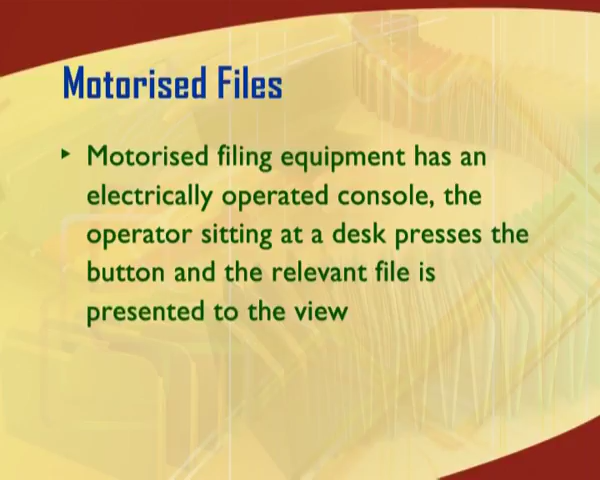 Motorised Files
Motorised filing equipment has an
electrically operated console, the
operator sitting at a desk presses the
button and the relevant file is
presented to the view